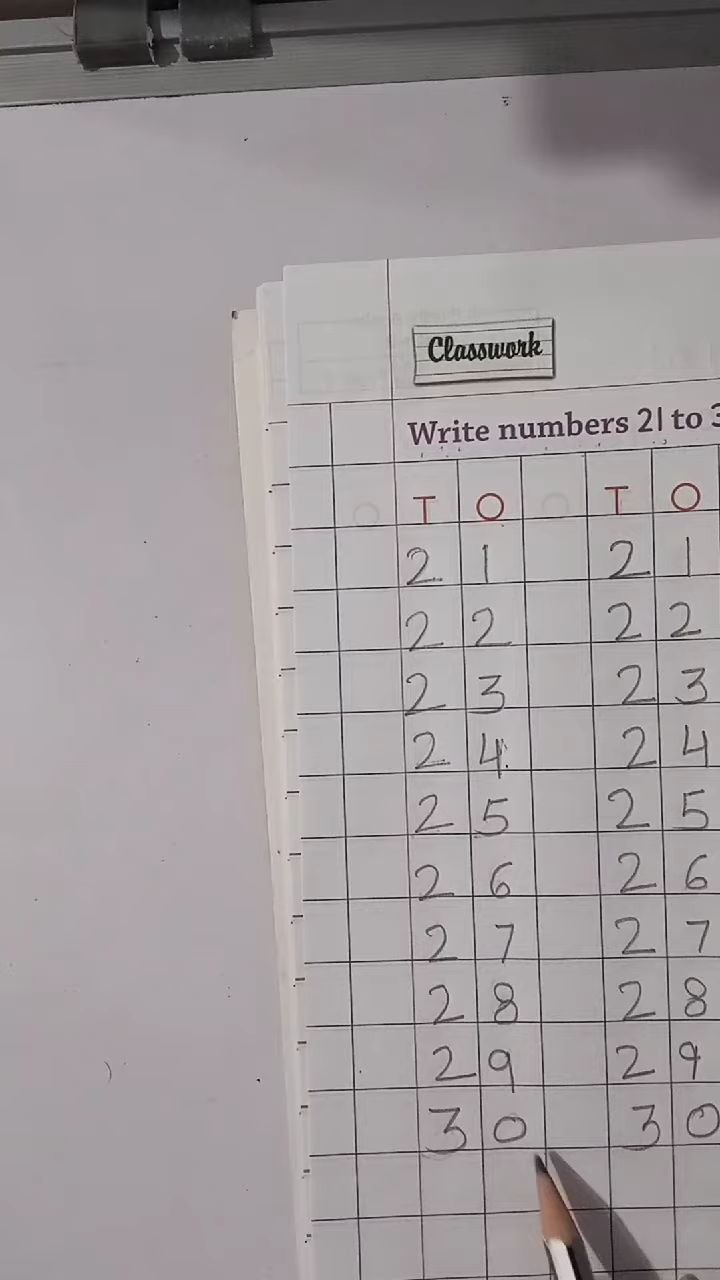 Classwork
Write numbers 21 to 3
T O T O
2 1 2 1
2 2 2 2
2 3 2 3
2 4 2 4
2 5 2 5
2 6 2 6
2 7 2 7
2 8 2 8
2 9 2 9
3 0 3 0